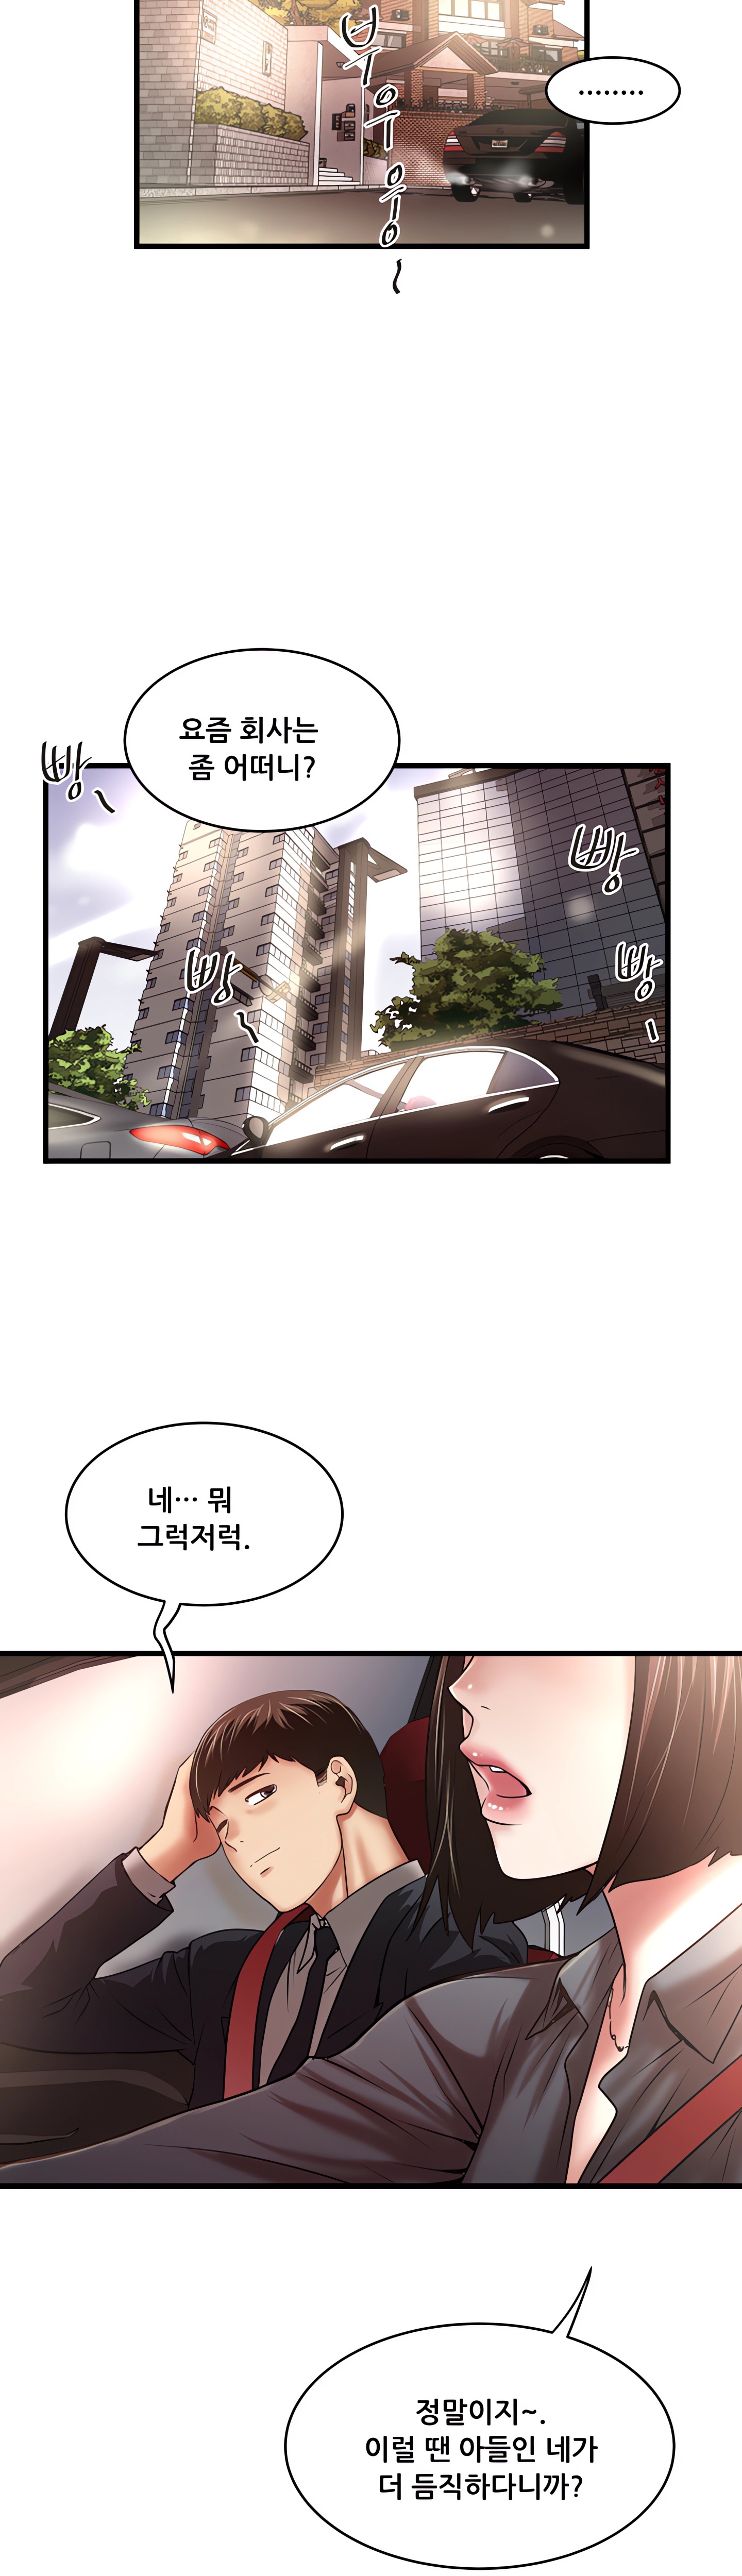 부우웅~
........
요즘 회사는
좀 어떠니?
빵~
빵~
빵
빵~
네… 뭐
그럭저럭.
정말이지~.
이럴 땐 아들인 네가
더 듬직하다니까?